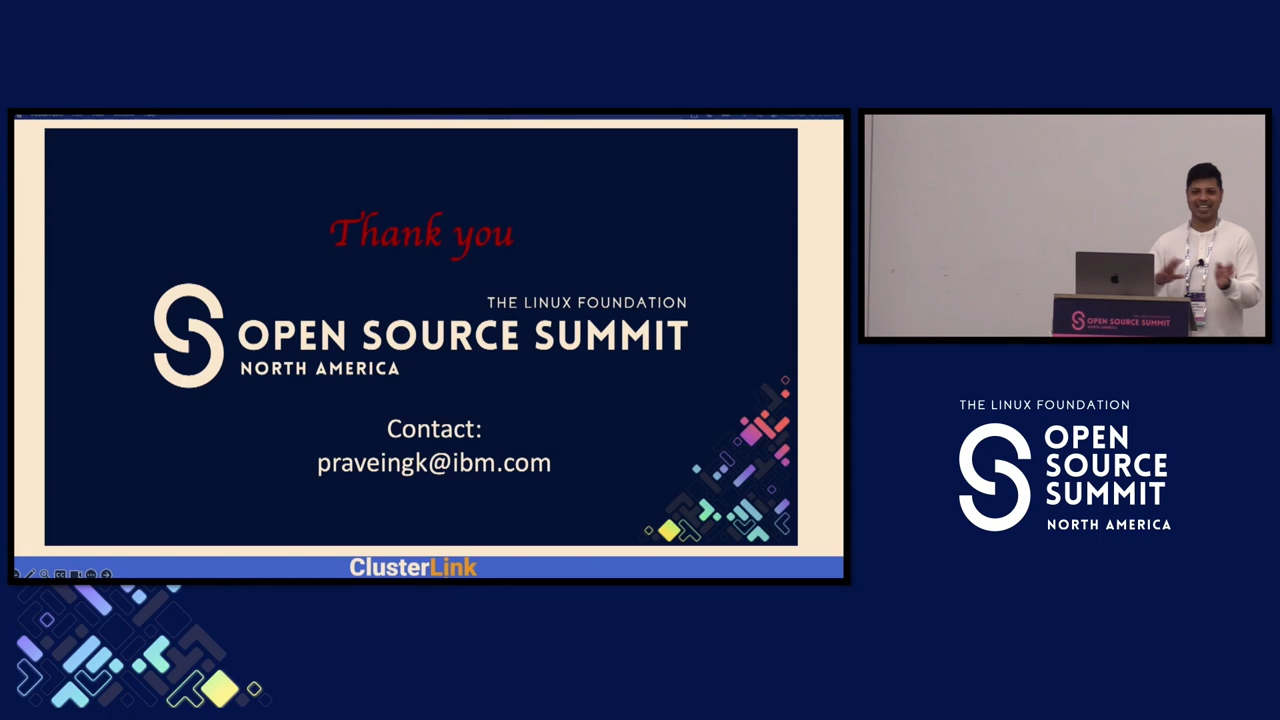 Thank you
THE LINUX FOUNDATION
OPEN SOURCE SUMMIT
NORTH AMERICA
Contact:
praveingk@ibm.com
ClusterLink
OPEN SOURCE SUMMIT
THE LINUX FOUNDATION
OPEN
SOURCE
SUMMIT
NORTH AMERICA